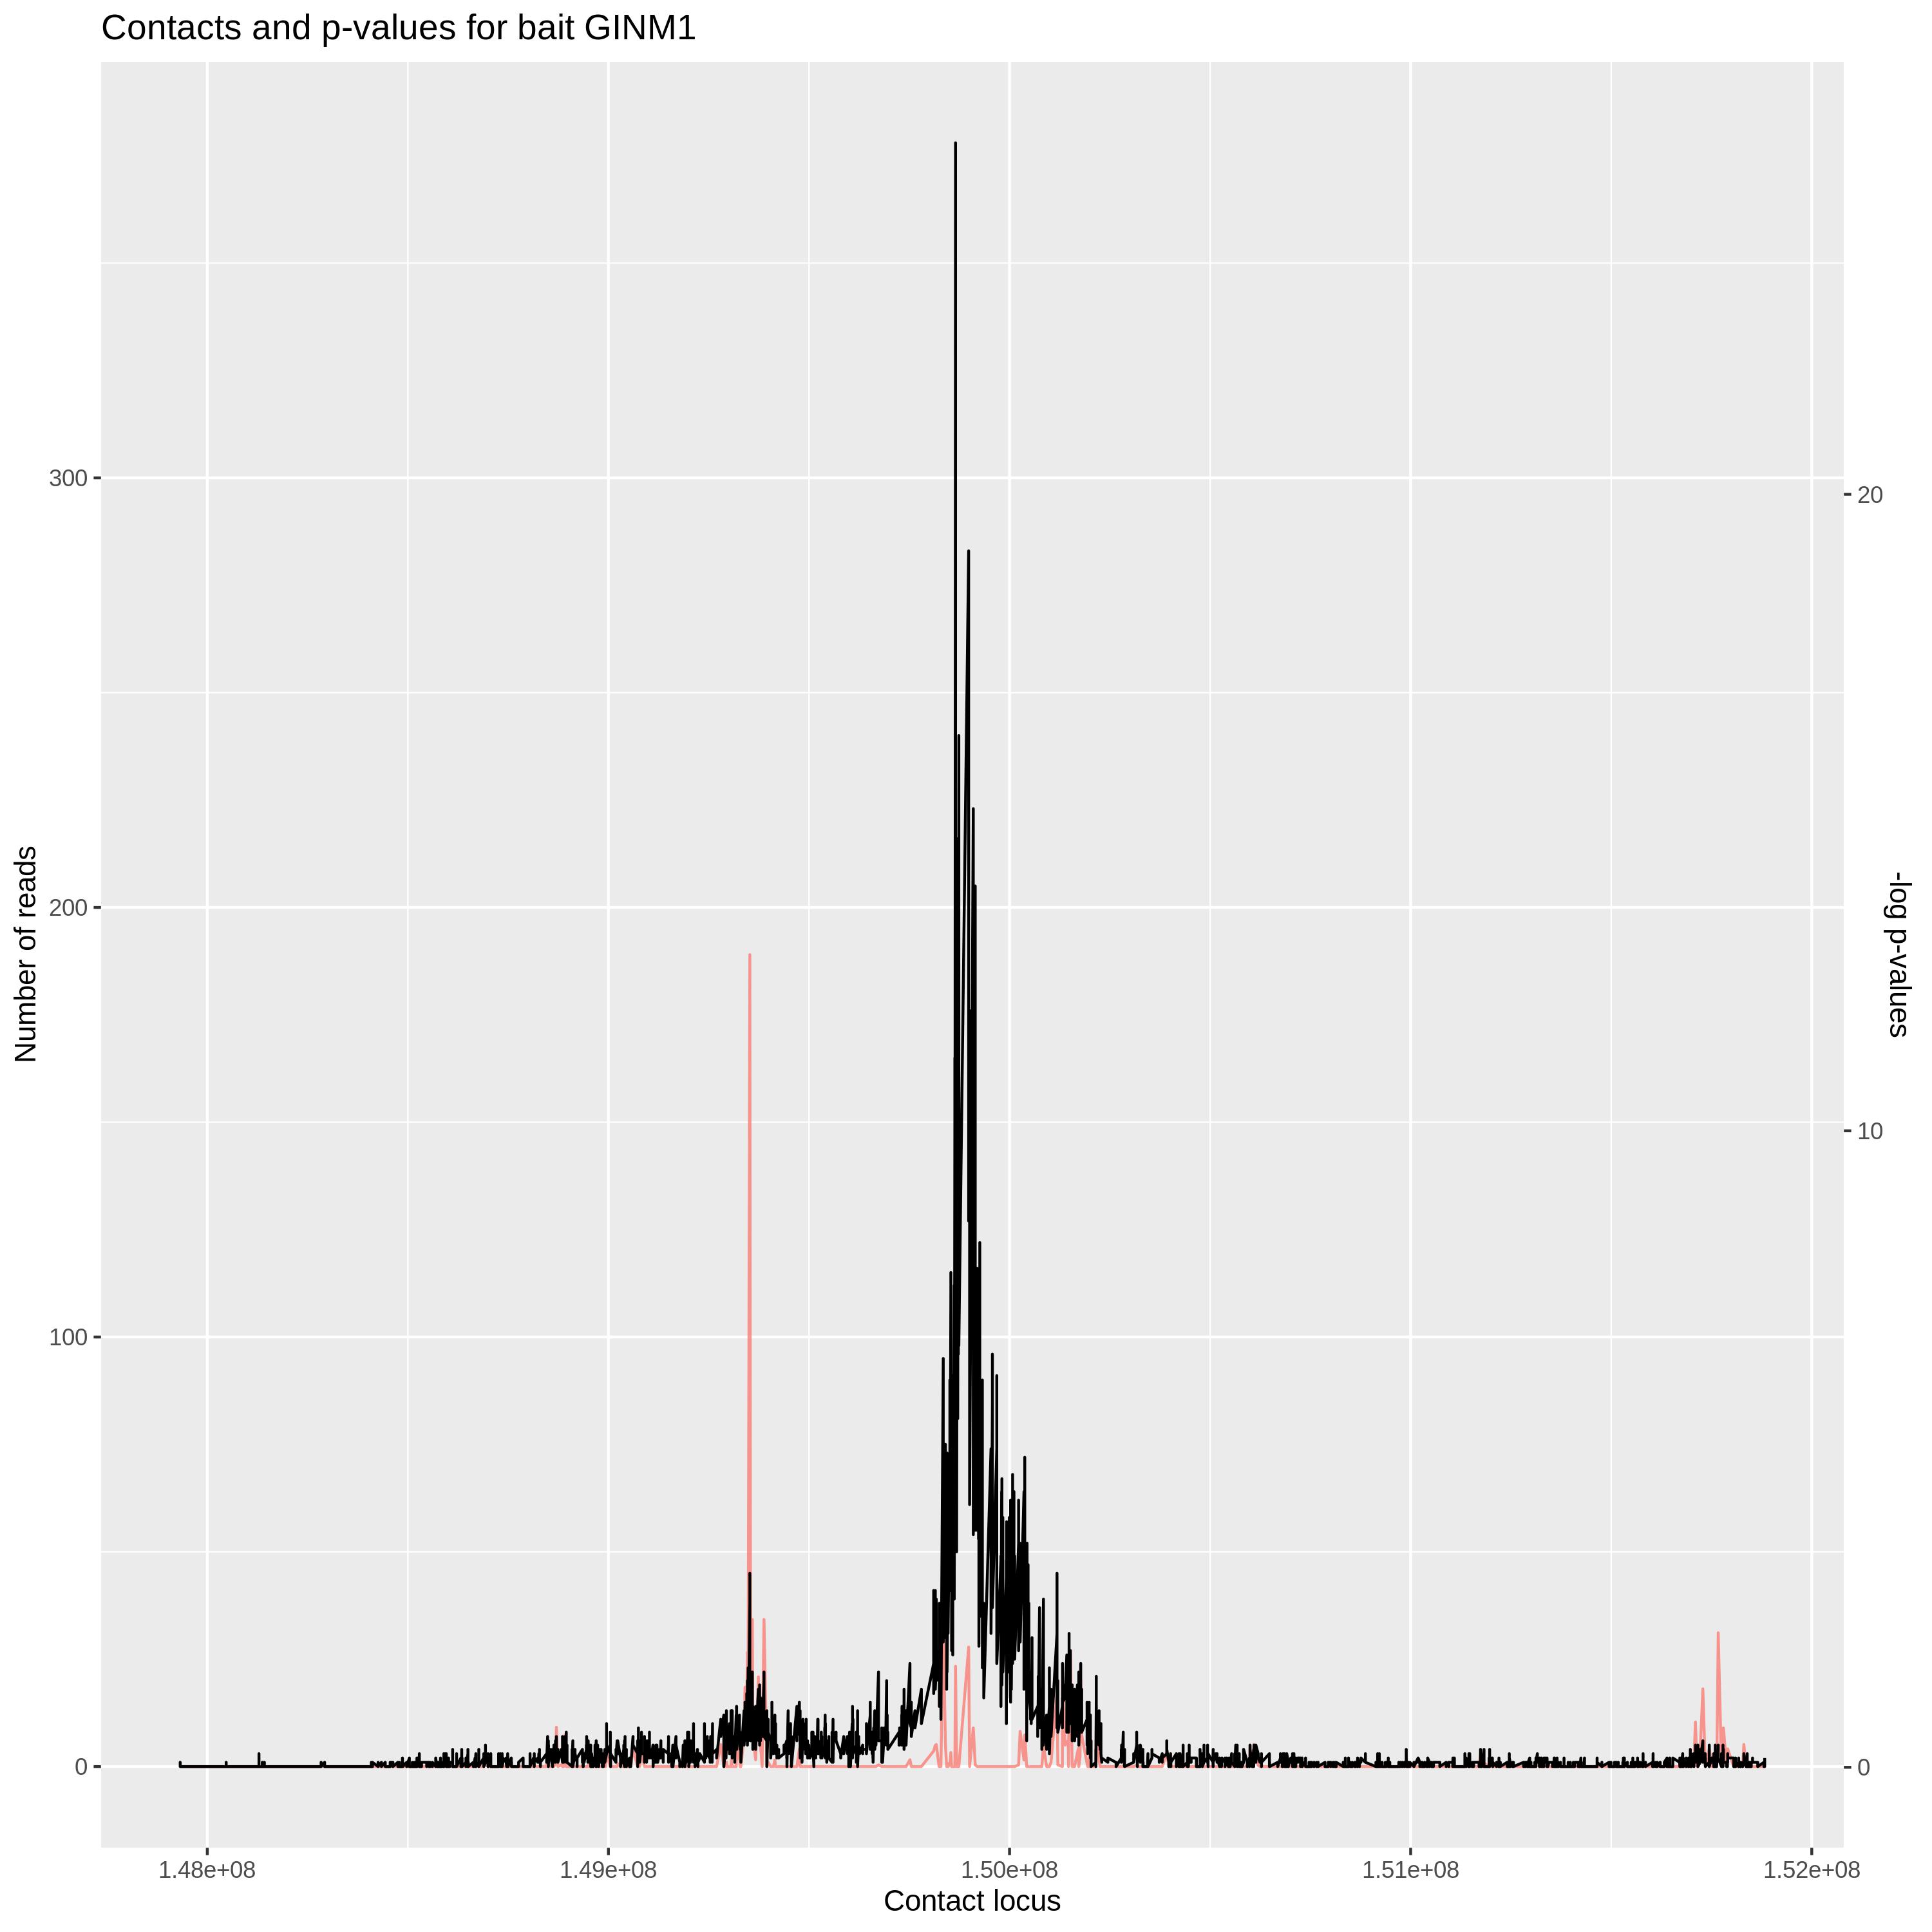 Contacts and p-values for bait GINM1
300
200
100
0
Number of reads
20
10
0
-log p-values
1.48e+08
1.49e+08
1.50e+08
1.51e+08
1.52e+08
Contact locus